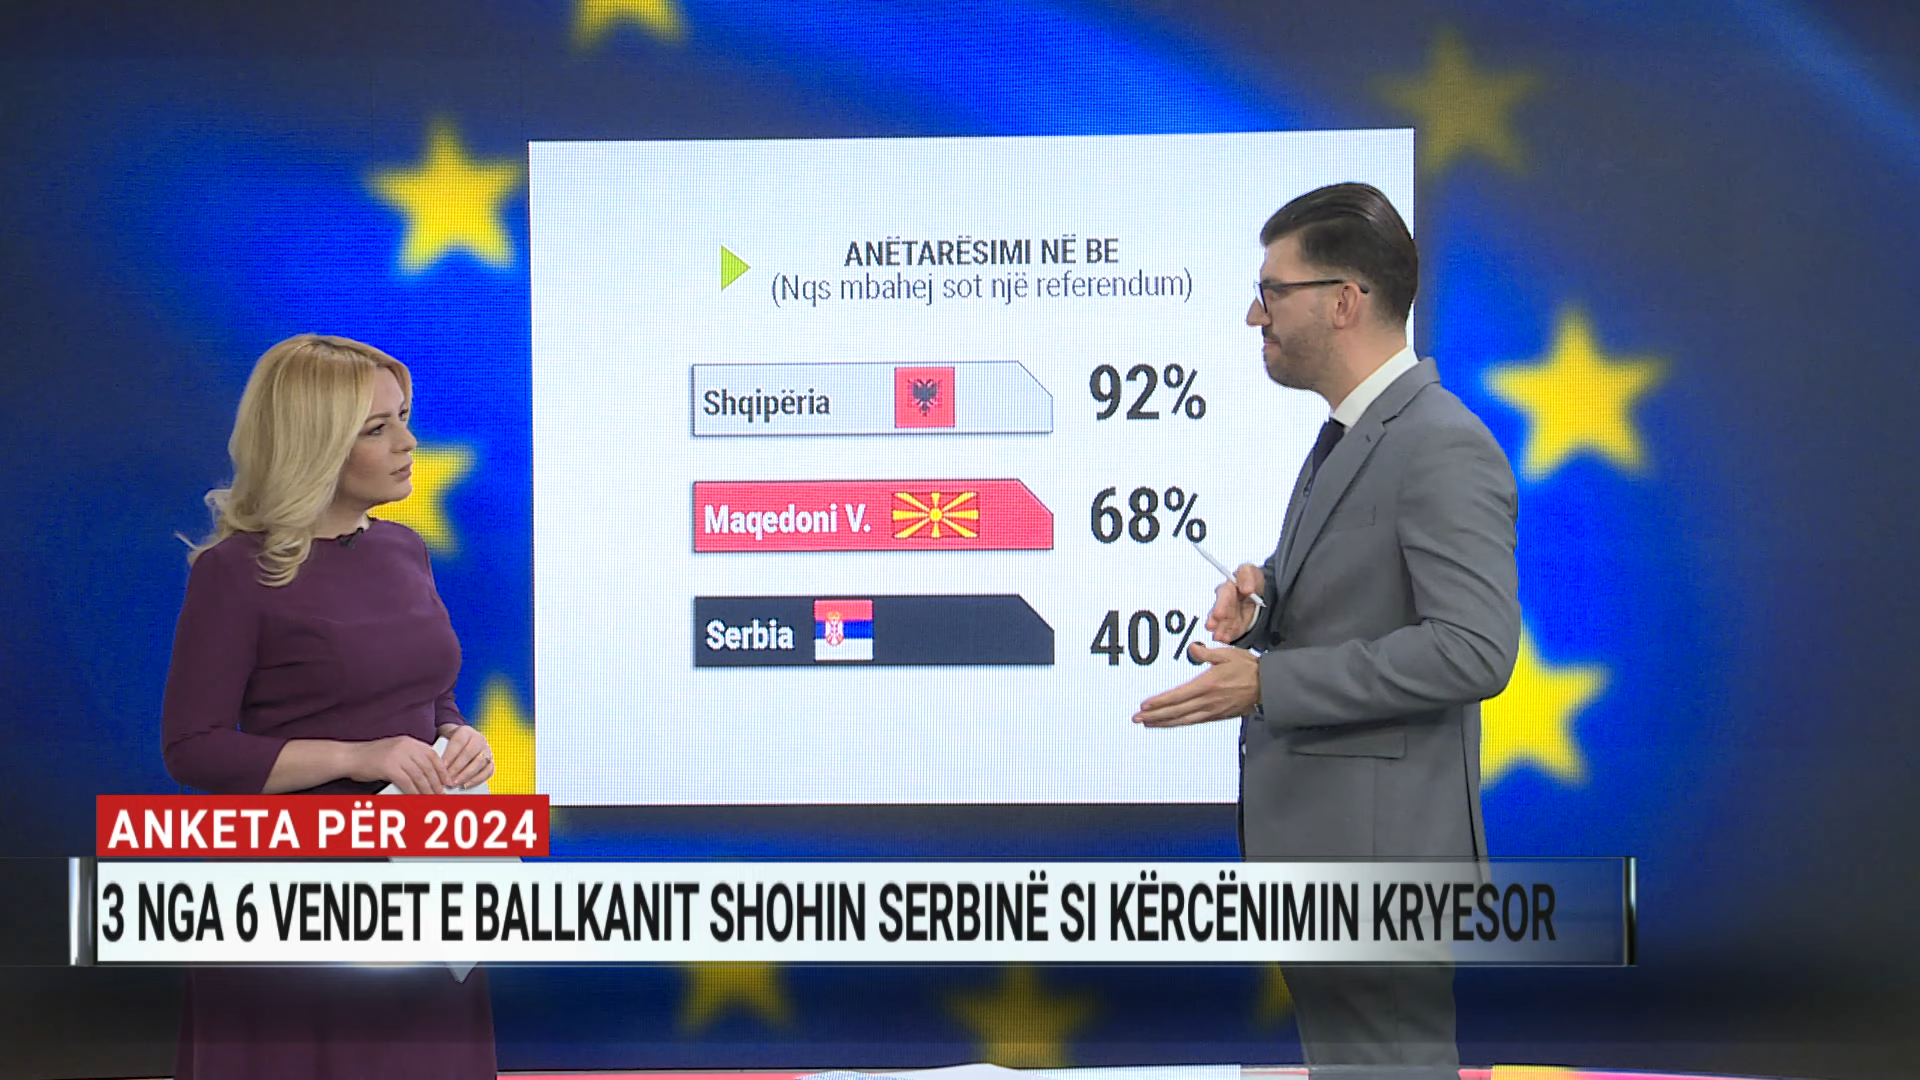 ANËTARËSIMI NË BE
(Nqs mbahej sot një referendum)
Shqipëria 92%
Maqedoni V. 68%
Serbia 40%
ANKETA PËR 2024
3 NGA 6 VENDET E BALLKANIT SHOHIN SERBINË SI KËRCËNIMIN KRYESOR